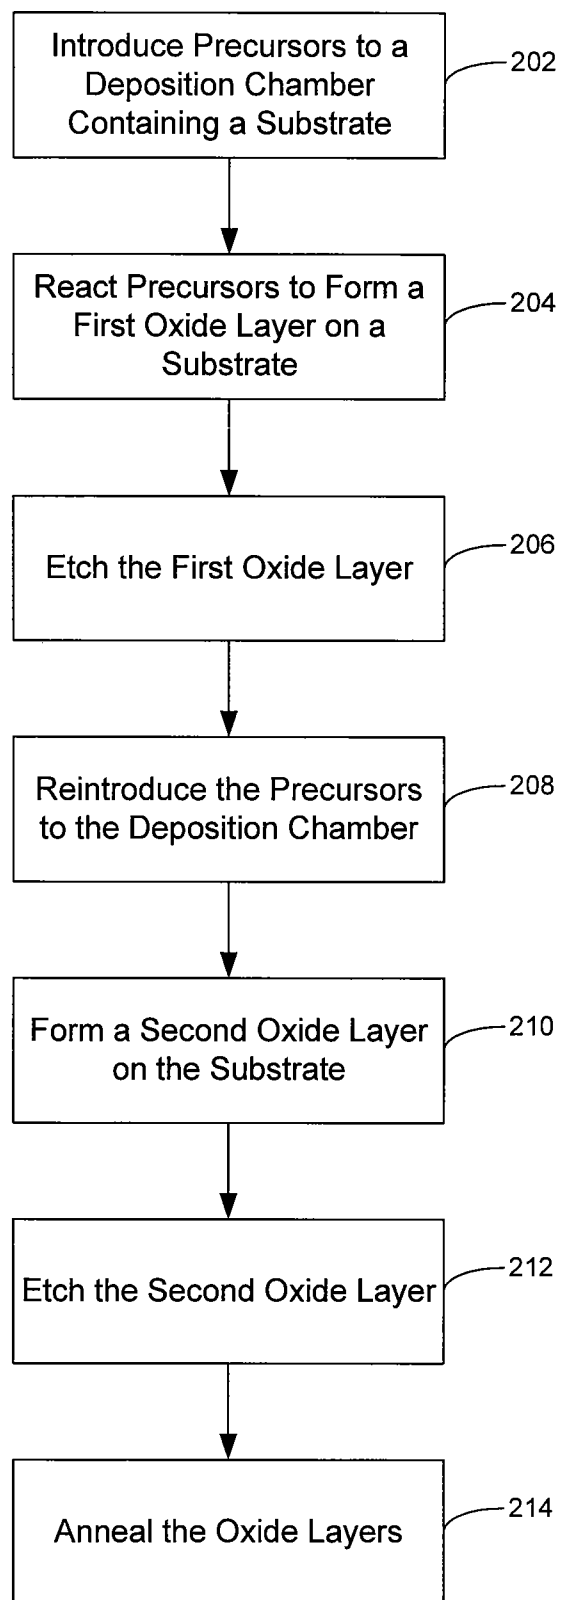 Introduce Precursors to a
Deposition Chamber
Containing a Substrate
202
React Precursors to Form a
First Oxide Layer on a
Substrate
204
Etch the First Oxide Layer
206
Reintroduce the Precursors
to the Deposition Chamber
208
Form a Second Oxide Layer
on the Substrate
210
Etch the Second Oxide Layer
212
Anneal the Oxide Layers
214